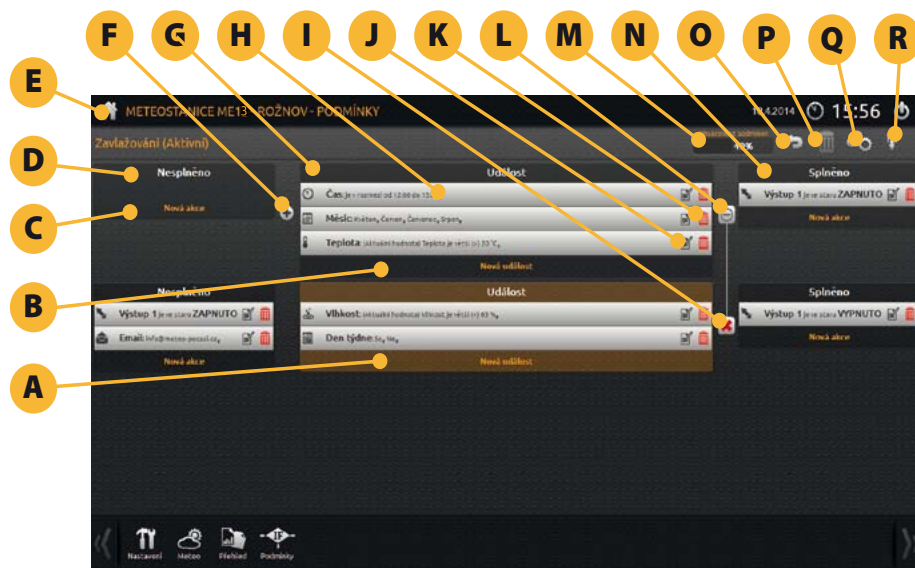 F G H I J K L M N O P Q R
E
METEOSTANICE ME13 - ROŽNOV - PODMÍNKY
15:56
Zavlažování (Aktivní)
40%
D
Nesplněno
Událost
Splněno
Čas: je v rozmezí od 12:00 do
Výstup 1 je ve stavu ZAPNUTO
C
Nová akce
Měsíc: Květen, Červen, Červenec, Srpen,
Nová akce
Teplota: (Aktuální hodnota) Teplota je větší (>) 20 °C,
B
Nová událost
Nesplněno
Událost
Splněno
Výstup 1 je ve stavu ZAPNUTO
Vlhkost: (Aktuální hodnota) Vlhkost je větší (>) 60 %,
Výstup 1 je ve stavu VYPNUTO
Email: info@meteo-pocasi.cz,
Den týdne: So, Ne,
Nová akce
A
Nová akce
Nová událost
IF
Nastavení Meteo Přehled Podmínky